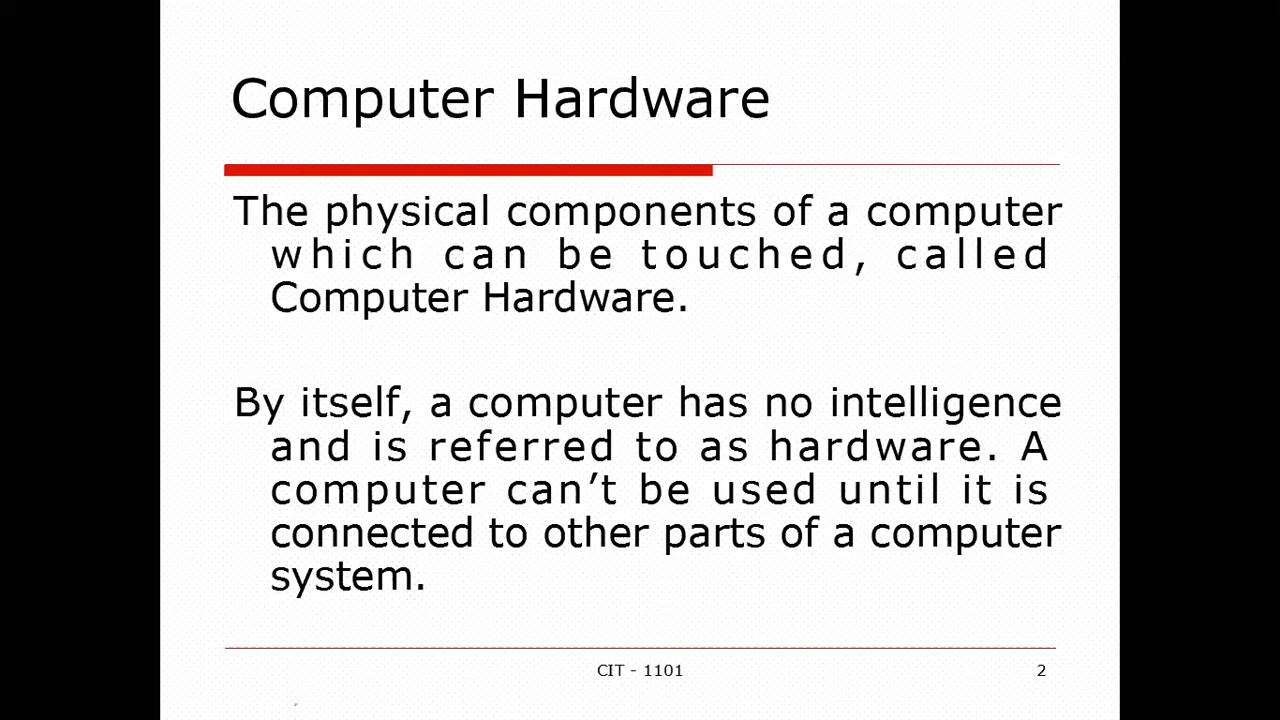 Computer Hardware
The physical components of a computer
which can be touched, called
Computer Hardware.
By itself, a computer has no intelligence
and is referred to as hardware. A
computer can’t be used until it is
connected to other parts of a computer
system.
CIT - 1101
2